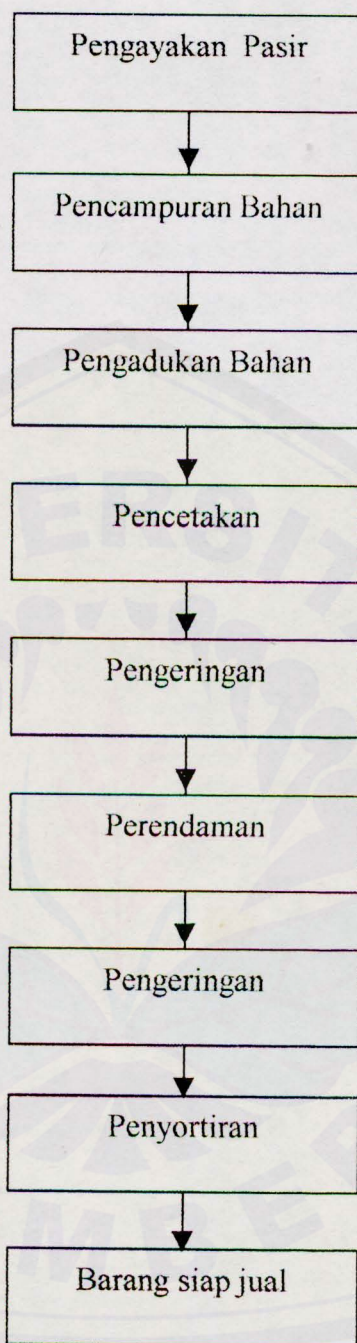 Pengayakan Pasir
Pencampuran Bahan
Pengadukan Bahan
Pencetakan
Pengeringan
Perendaman
Pengeringan
Penyortiran
Barang siap jual